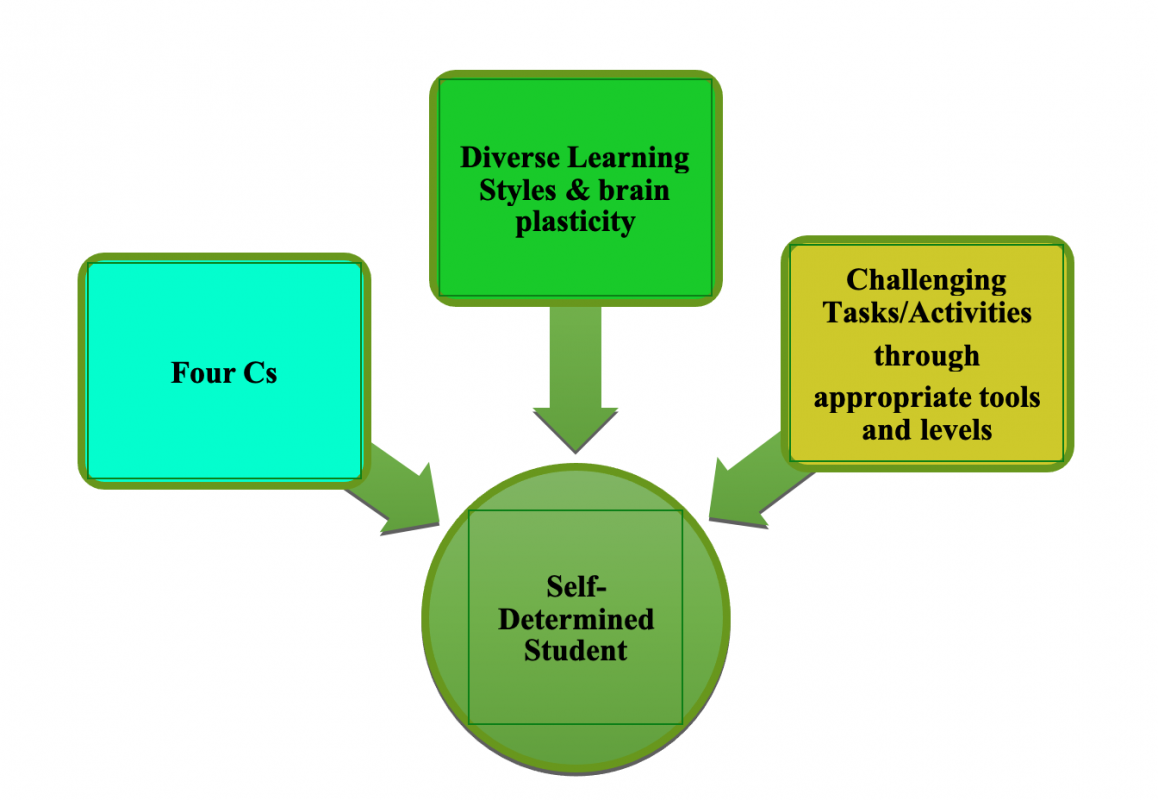 Diverse Learning
Styles & brain
plasticity
Four Cs
Challenging
Tasks/Activities
through
appropriate tools
and levels
Self-
Determined
Student